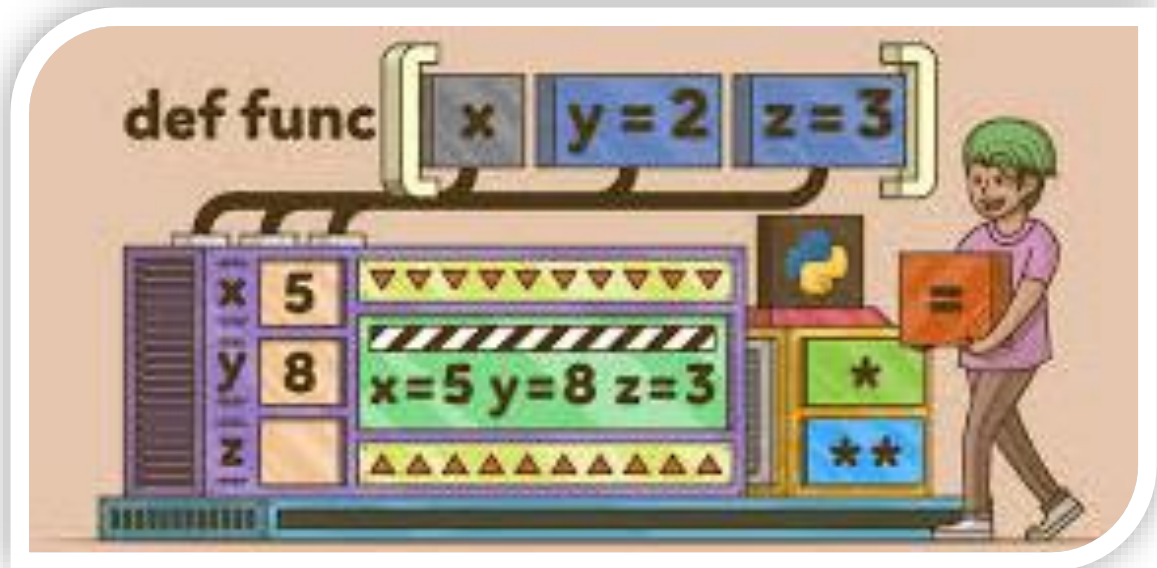 def func [ x y = 2 z = 3 ]
x 5
=
y 8
*
x=5 y=8 z=3
z
**